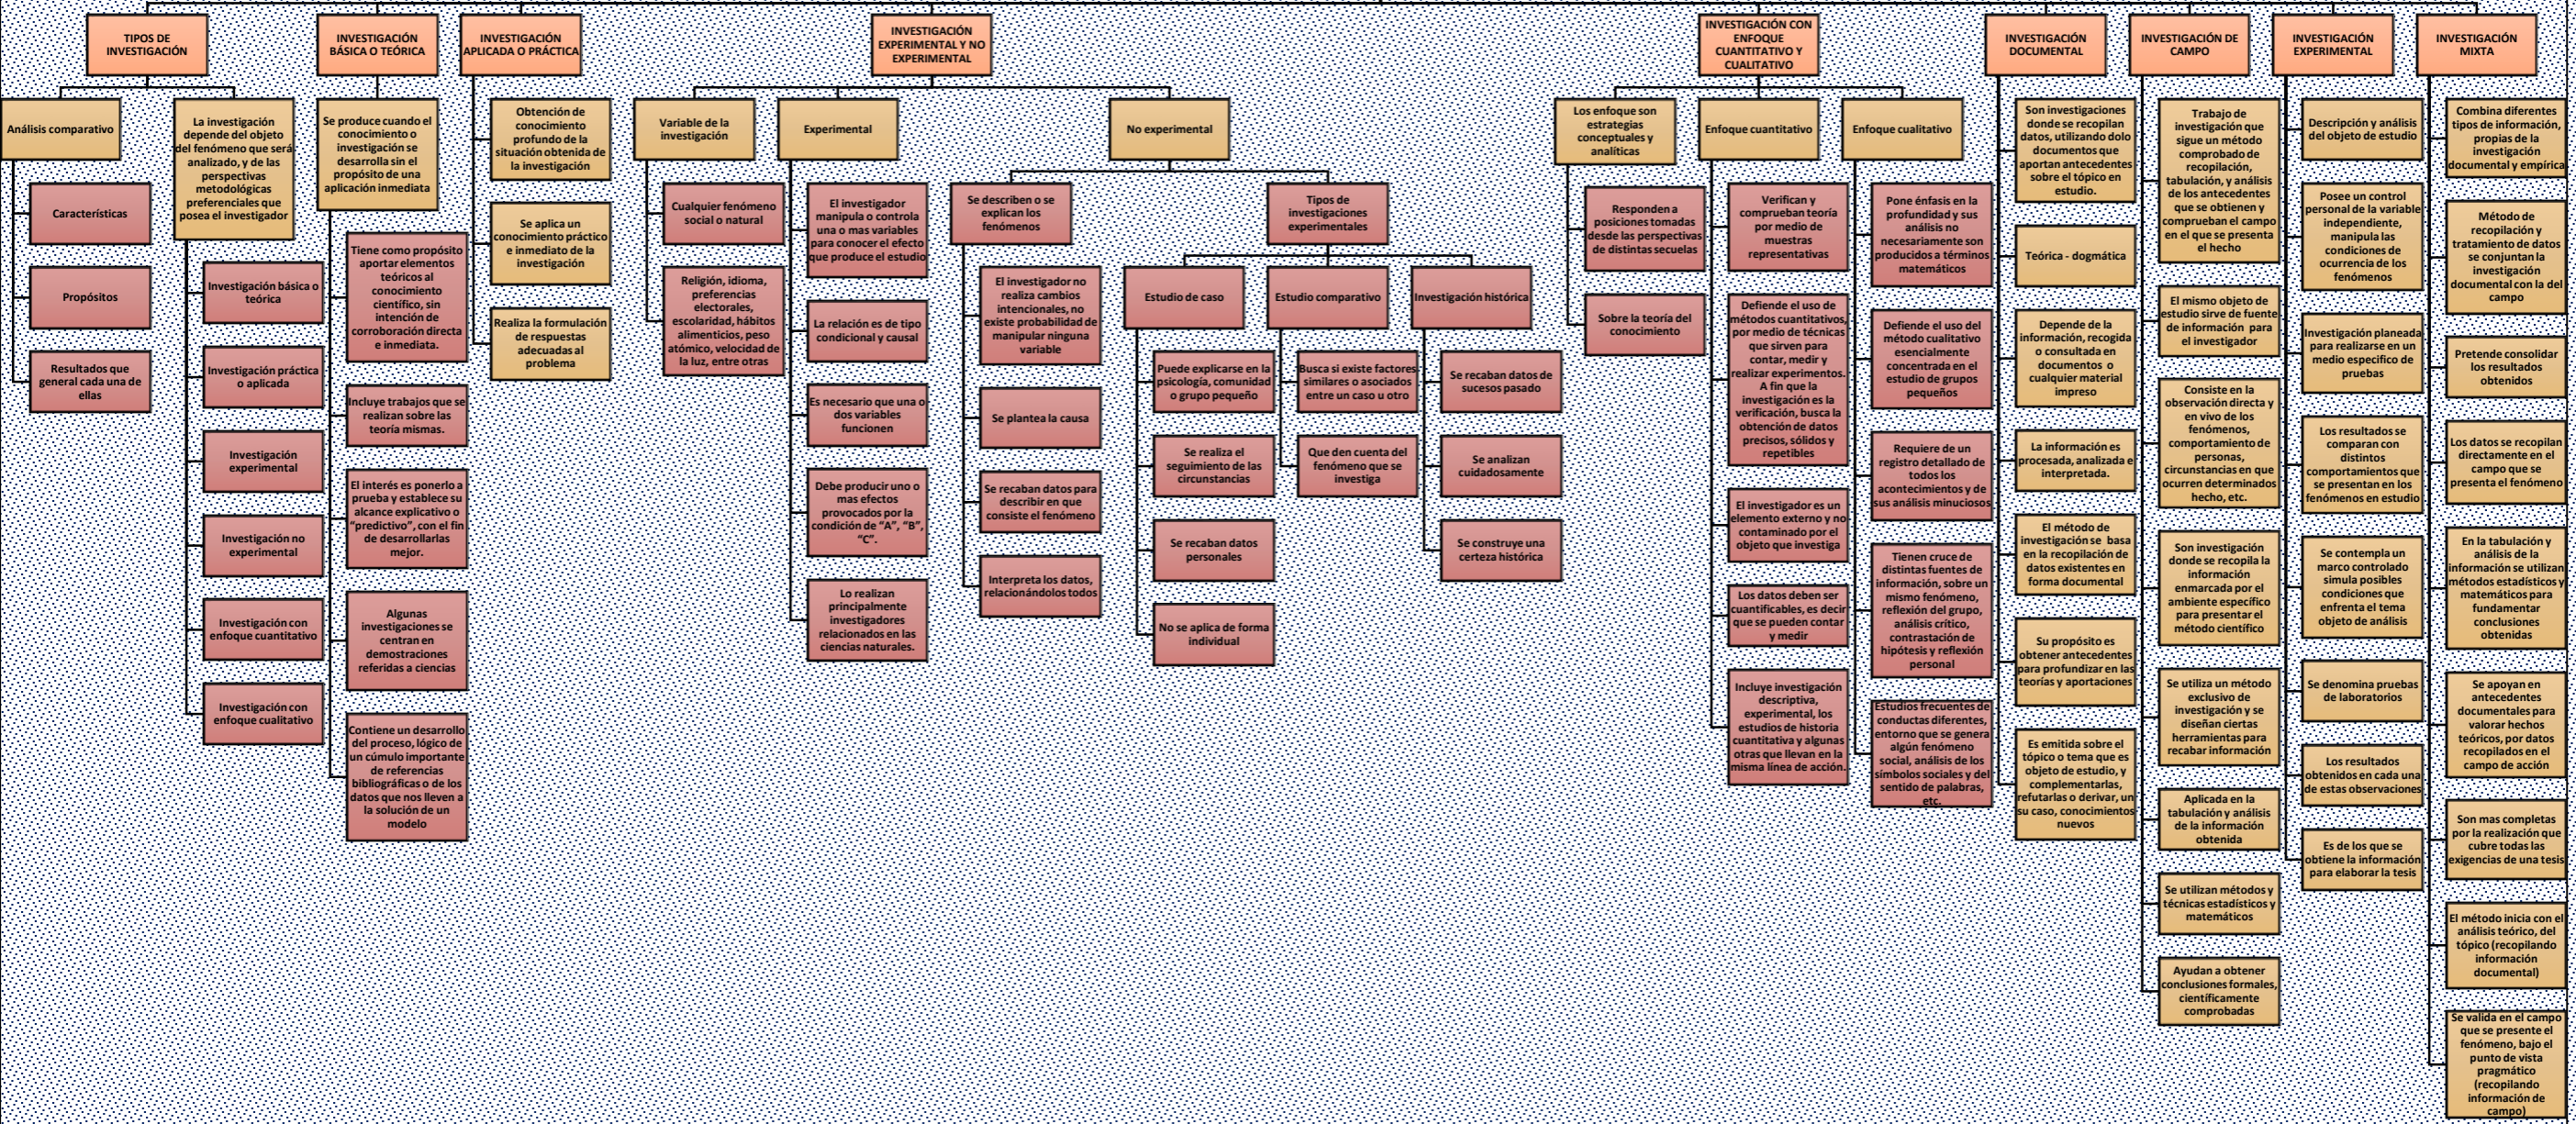 TIPOS DE
INVESTIGACIÓN
Análisis comparativo
Características
Propósitos
Resultados que
general cada una de
ellas
La investigación
depende del objeto
del fenómeno que será
analizado, y de las
perspectivas
metodológicas
preferenciales que
posea el investigador
Investigación básica o
teórica
Investigación práctica
o aplicada
Investigación
experimental
Investigación no
experimental
Investigación con
enfoque cuantitativo
Investigación con
enfoque cualitativo
INVESTIGACIÓN
BÁSICA O TEÓRICA
Se produce cuando el
conocimiento o
investigación se
desarrolla sin el
propósito de una
aplicación inmediata
Tiene como propósito
aportar elementos
teóricos al
conocimiento
científico, sin
intención de
corroboración directa
e inmediata.
Incluye trabajos que se
realizan sobre las
teoría mismas.
El interés es ponerlo a
prueba y establece su
alcance explicativo o
“predictivo”, con el fin
de desarrollarlas
mejor.
Algunas
investigaciones se
centran en
demostraciones
referidas a ciencias
Contiene un desarrollo
del proceso, lógico de
un cúmulo importante
de referencias
bibliográficas o de los
datos que nos lleven a
la solución de un
modelo
INVESTIGACIÓN
APLICADA O PRÁCTICA
Obtención de
conocimiento
profundo de la
situación obtenida de
la investigación
Se aplica un
conocimiento práctico
e inmediato de la
investigación
Realiza la formulación
de respuestas
adecuadas al
problema
INVESTIGACIÓN
EXPERIMENTAL Y NO
EXPERIMENTAL
Variable de la
investigación
Cualquier fenómeno
social o natural
Religión, idioma,
preferencias
electorales,
escolaridad, hábitos
alimenticios, peso
atómico, velocidad de
la luz, entre otras
Experimental
El investigador
manipula o controla
una o mas variables
para conocer el efecto
que produce el estudio
La relación es de tipo
condicional y causal
Es necesario que una o
dos variables
funcionen
Debe producir uno o
mas efectos
provocados por la
condición de “A”, “B”,
“C”.
Lo realizan
principalmente
investigadores
relacionados en las
ciencias naturales.
No experimental
Se describen o se
explican los
fenómenos
El investigador no
realiza cambios
intencionales, no
existe probabilidad de
manipular ninguna
variable
Se plantea la causa
Se recaban datos para
describir en que
consiste el fenómeno
Interpreta los datos,
relacionándolos todos
Tipos de
investigaciones
experimentales
Estudio de caso
Puede explicarse en la
psicología, comunidad
o grupo pequeño
Se realiza el
seguimiento de las
circunstancias
Se recaban datos
personales
No se aplica de forma
individual
Estudio comparativo
Busca si existe factores
similares o asociados
entre un caso u otro
Que den cuenta del
fenómeno que se
investiga
Investigación histórica
Se recaban datos de
sucesos pasado
Se analizan
cuidadosamente
Se construye una
certeza histórica
INVESTIGACIÓN CON
ENFOQUE
CUANTITATIVO Y
CUALITATIVO
Los enfoque son
estrategias
conceptuales y
analíticas
Responden a
posiciones tomadas
desde las perspectivas
de distintas secuelas
Sobre la teoría del
conocimiento
Enfoque cuantitativo
Verifican y
comprueban teoría
por medio de
muestras
representativas
Defiende el uso de
métodos cuantitativos,
por medio de técnicas
que sirven para
contar, medir y
realizar experimentos.
A fin que la
investigación es la
verificación, busca la
obtención de datos
precisos, sólidos y
repetibles
El investigador es un
elemento externo y no
contaminado por el
objeto que investiga
Los datos deben ser
cuantificables, es decir
que se pueden contar
y medir
Incluye investigación
descriptiva,
experimental, los
estudios de historia
cuantitativa y algunas
otras que llevan en la
misma línea de acción.
Enfoque cualitativo
Pone énfasis en la
profundidad y sus
análisis no
necesariamente son
producidos a términos
matemáticos
Defiende el uso del
método cualitativo
esencialmente
concentrada en el
estudio de grupos
pequeños
Requiere de un
registro detallado de
todos los
acontecimientos y de
sus análisis minuciosos
Tienen cruce de
distintas fuentes de
información, sobre un
mismo fenómeno,
reflexión del grupo,
análisis crítico,
contrastación de
hipótesis y reflexión
personal
Estudios frecuentes de
conductas diferentes,
entorno que se genera
algún fenómeno
social, análisis de los
símbolos sociales y del
sentido de palabras,
etc.
INVESTIGACIÓN
DOCUMENTAL
Son investigaciones
donde se recopilan
datos, utilizando dolo
documentos que
aportan antecedentes
sobre el tópico en
estudio.
Teórica - dogmática
Depende de la
información, recogida
o consultada en
documentos o
cualquier material
impreso
La información es
procesada, analizada e
interpretada.
El método de
investigación se basa
en la recopilación de
datos existentes en
forma documental
Su propósito es
obtener antecedentes
para profundizar en las
teorías y aportaciones
Es emitida sobre el
tópico o tema que es
objeto de estudio, y
complementarlas,
refutarlas o derivar, un
su caso, conocimientos
nuevos
INVESTIGACIÓN DE
CAMPO
Trabajo de
investigación que
sigue un método
comprobado de
recopilación,
tabulación, y análisis
de los antecedentes
que se obtienen y
comprueban el campo
en el que se presenta
el hecho
El mismo objeto de
estudio sirve de fuente
de información para
el investigador
Consiste en la
observación directa y
en vivo de los
fenómenos,
comportamiento de
personas,
circunstancias en que
ocurren determinados
hecho, etc.
Son investigación
donde se recopila la
información
enmarcada por el
ambiente específico
para presentar el
método científico
Se utiliza un método
exclusivo de
investigación y se
diseñan ciertas
herramientas para
recabar información
Aplicada en la
tabulación y análisis
de la información
obtenida
Se utilizan métodos y
técnicas estadísticos y
matemáticos
Ayudan a obtener
conclusiones formales,
científicamente
comprobadas
INVESTIGACIÓN
EXPERIMENTAL
Descripción y análisis
del objeto de estudio
Posee un control
personal de la variable
independiente,
manipula las
condiciones de
ocurrencia de los
fenómenos
Investigación planeada
para realizarse en un
medio especifico de
pruebas
Los resultados se
comparan con
distintos
comportamientos que
se presentan en los
fenómenos en estudio
Se contempla un
marco controlado
simula posibles
condiciones que
enfrenta el tema
objeto de análisis
Se denomina pruebas
de laboratorios
Los resultados
obtenidos en cada una
de estas observaciones
Es de los que se
obtiene la información
para elaborar la tesis
INVESTIGACIÓN
MIXTA
Combina diferentes
tipos de información,
propias de la
investigación
documental y empírica
Método de
recopilación y
tratamiento de datos
se conjuntan la
investigación
documental con la del
campo
Pretende consolidar
los resultados
obtenidos
Los datos se recopilan
directamente en el
campo que se
presenta el fenómeno
En la tabulación y
análisis de la
información se utilizan
métodos estadísticos y
matemáticos para
fundamentar
conclusiones
obtenidas
Se apoyan en
antecedentes
documentales para
valorar hechos
teóricos, por datos
recopilados en el
campo de acción
Son mas completas
por la realización que
cubre todas las
exigencias de una tesis
El método inicia con el
análisis teórico, del
tópico (recopilando
información
documental)
Se valida en el campo
que se presente el
fenómeno, bajo el
punto de vista
pragmático
(recopilando
información de
campo)